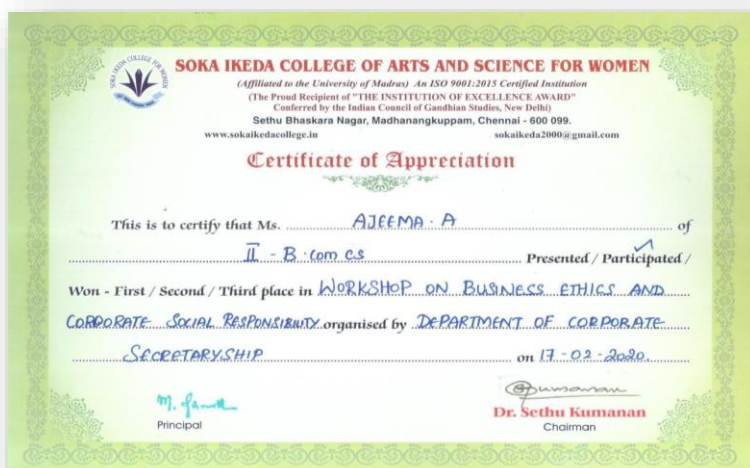 SOKA IKEDA COLLEGE OF ARTS AND SCIENCE FOR WOMEN
(Affiliated to the University of Madras) An ISO 9001:2015 Certified Institution
(The Proud Recipient of "THE INSTITUTION OF EXCELLENCE AWARD"
Conferred by the Indian Council of Gandhian Studies, New Delhi)
Sethu Bhaskara Nagar, Madhanangkuppam, Chennai - 600 099.
www.sokaikedacollege.in sokaikeda2000@gmail.com
Certificate of Appreciation
This is to certify that Ms. AJEEMA . A of
II - B . com cs Presented / Participated /
Won - First / Second / Third place in WORKSHOP ON BUSINESS ETHICS AND
CORPORATE SOCIAL RESPONSIBILITY organised by DEPARTMENT OF CORPORATE
SECRETARYSHIP on 17 - 02 - 2020.
Principal
Dr. Sethu Kumanan
Chairman